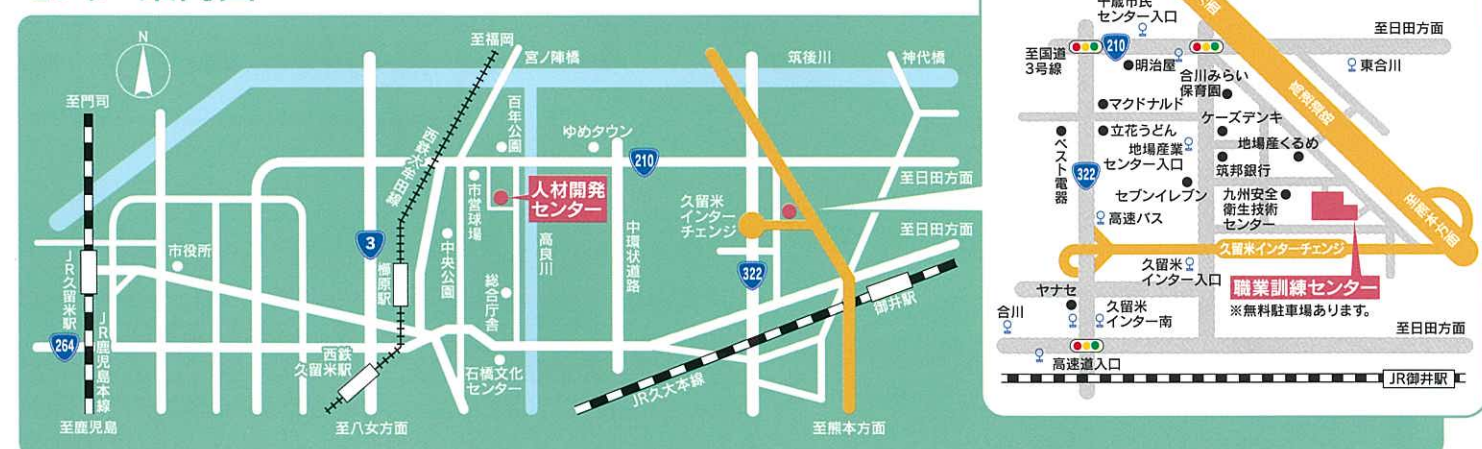 N
至門司
至福岡
宮ノ陣橋
筑後川
神代橋
西鉄大牟田線
百年公園
ゆめタウン
210
至日田方面
市営球場
人材開発
センター
久留米
インター
チェンジ
至日田方面
市役所
3
櫛原駅
中央公園
高良川
中環状道路
322
総合庁舎
御井駅
JR久留米駅
264
JR鹿児島本線
西鉄
久留米駅
石橋文化
センター
JR久大本線
至鹿児島
至八女方面
至熊本方面
千歳市民
センター入口
至日田方面
至国道
3号線
210
明治屋
東合川
合川みらい
保育園
マクドナルド
ケーズデンキ
立花うどん
地場産業
センター入口
地場産くるめ
ベスト電器
322
筑邦銀行
セブンイレブン
九州安全
衛生技術
センター
高速バス
至熊本方面
久留米インターチェンジ
久留米
インター入口
職業訓練センター
※無料駐車場あります。
ヤナセ
合川
久留米
インター南
至日田方面
高速道入口
JR御井駅